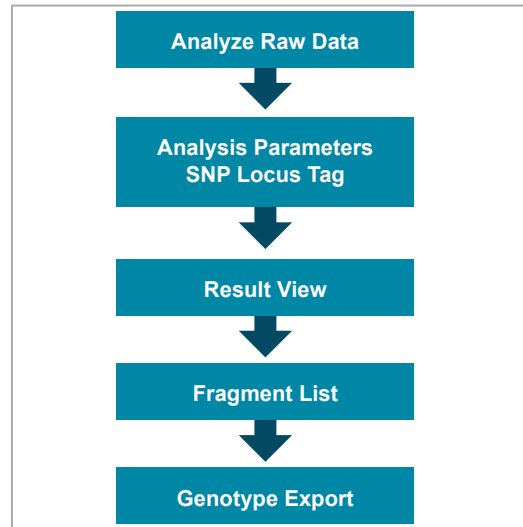 Analyze Raw Data
Analysis Parameters
SNP Locus Tag
Result View
Fragment List
Genotype Export